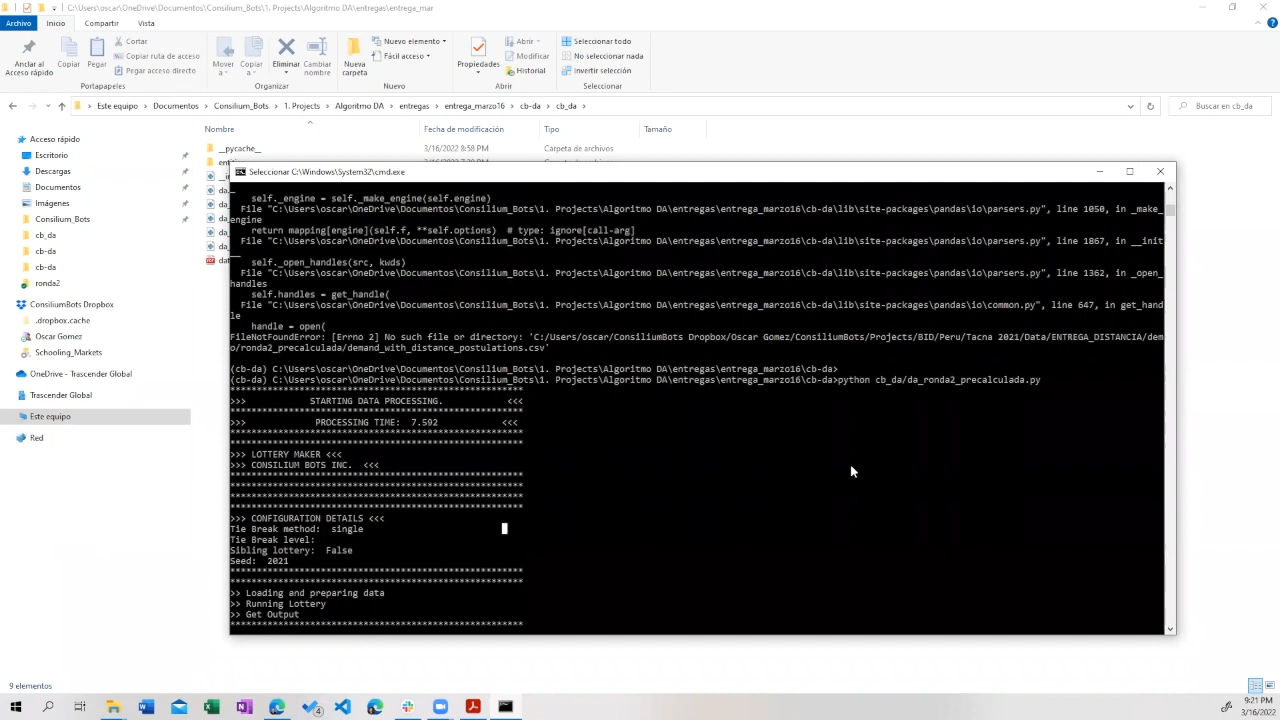 C:\Users\oscar\OneDrive\Documentos\Consilium_Bots\1. Projects\Algoritmo DA\entregas\entrega_mar
Archivo Inicio Compartir Vista
Anclar al Acceso rápido
Copiar
Pegar
Cortar
Copiar ruta de acceso
Pegar acceso directo
Portapapeles
Mover a
Copiar a
Eliminar
Cambiar nombre
Organizar
Nueva carpeta
Nuevo elemento
Fácil acceso
Nuevo
Propiedades
Abrir
Modificar
Historial
Abrir
Seleccionar todo
No seleccionar nada
Invertir selección
Seleccionar
Este equipo > Documentos > Consilium_Bots > 1. Projects > Algoritmo DA > entregas > entrega_marzo16 > cb-da > cb_da >
Buscar en cb_da
Nombre Fecha de modificación Tipo Tamaño
__pycache__ 3/16/2022 8:58 PM Carpeta de archivos
Acceso rápido
Escritorio
Descargas
Documentos
Imágenes
Consilium_Bots
cb_da
cb-da
cb-da
ronda2
ConsiliumBots Dropbox
.dropbox.cache
Oscar Gomez
Schooling_Markets
OneDrive - Trascender Global
Trascender Global
Este equipo
Red
Seleccionar C:\Windows\System32\cmd.exe
self._engine = self._make_engine(self.engine)
File "C:\Users\oscar\OneDrive\Documentos\Consilium_Bots\1. Projects\Algoritmo DA\entregas\entrega_marzo16\cb-da\lib\site-packages\pandas\io\parsers.py", line 1050, in _make_
engine
return mapping[engine](self.f, **self.options)  # type: ignore[call-arg]
File "C:\Users\oscar\OneDrive\Documentos\Consilium_Bots\1. Projects\Algoritmo DA\entregas\entrega_marzo16\cb-da\lib\site-packages\pandas\io\parsers.py", line 1867, in __init
__
self._open_handles(src, kwds)
File "C:\Users\oscar\OneDrive\Documentos\Consilium_Bots\1. Projects\Algoritmo DA\entregas\entrega_marzo16\cb-da\lib\site-packages\pandas\io\parsers.py", line 1362, in _open_
handles
self.handles = get_handle(
File "C:\Users\oscar\OneDrive\Documentos\Consilium_Bots\1. Projects\Algoritmo DA\entregas\entrega_marzo16\cb-da\lib\site-packages\pandas\io\common.py", line 647, in get_hand
le
handle = open(
FileNotFoundError: [Errno 2] No such file or directory: 'C:/Users/oscar/ConsiliumBots Dropbox/Oscar Gomez/ConsiliumBots/Projects/BID/Peru/Tacna 2021/Data/ENTREGA_DISTANCIA/dem
o/ronda2_precalculada/demand_with_distance_postulations.csv'
(cb-da) C:\Users\oscar\OneDrive\Documentos\Consilium_Bots\1. Projects\Algoritmo DA\entregas\entrega_marzo16\cb-da>
(cb-da) C:\Users\oscar\OneDrive\Documentos\Consilium_Bots\1. Projects\Algoritmo DA\entregas\entrega_marzo16\cb-da>python cb_da/da_ronda2_precalculada.py
***************************************************
>>> STARTING DATA PROCESSING. <<<
***************************************************
>>> PROCESSING TIME: 7.592 <<<
***************************************************
***************************************************
>>> LOTTERY MAKER <<<
>>> CONSILIUM BOTS INC. <<<
***************************************************
***************************************************
***************************************************
***************************************************
>>> CONFIGURATION DETAILS <<<
Tie Break method: single
Tie Break level:
Sibling lottery: False
Seed: 2021
***************************************************
***************************************************
>> Loading and preparing data
>> Running Lottery
>> Get Output
***************************************************
9 elementos
9:21 PM
3/16/2022